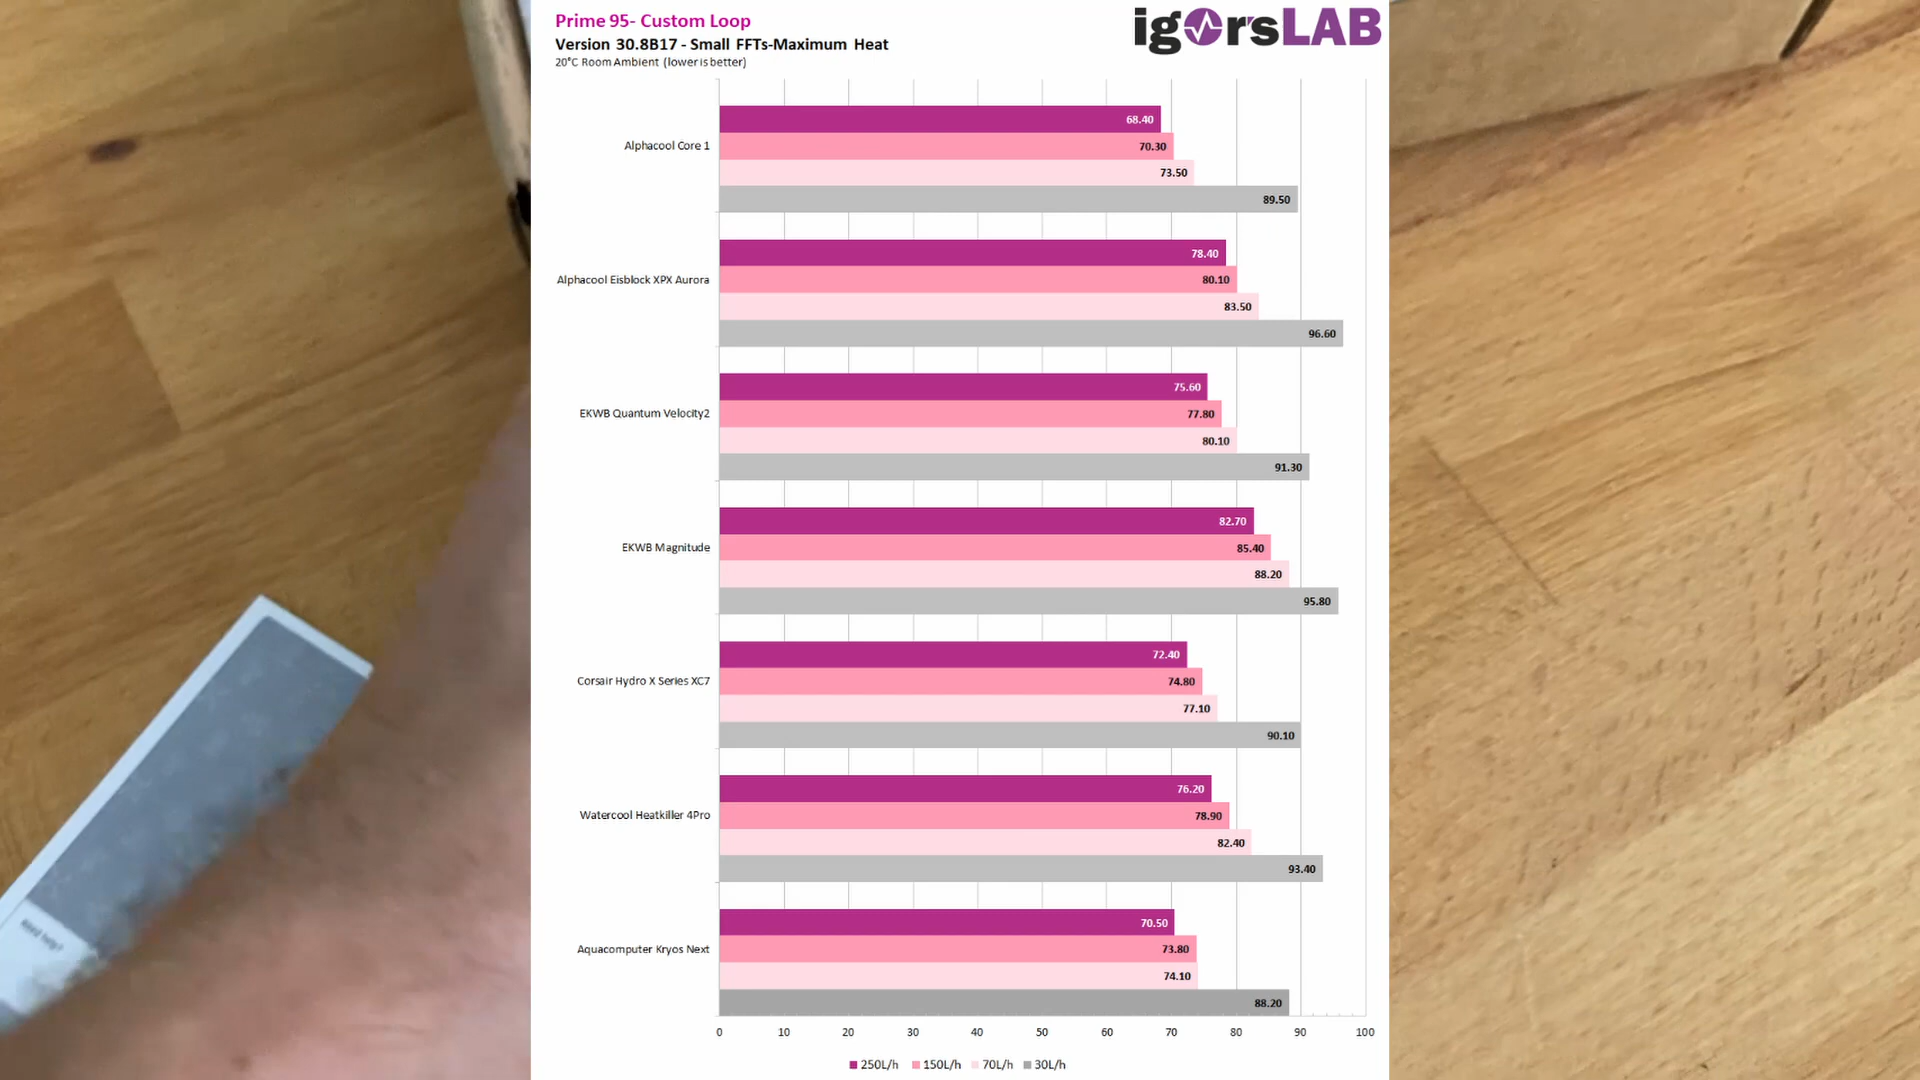 Prime 95- Custom Loop
igorsLAB
Version 30.8B17 - Small FFTs-Maximum Heat
20°C Room Ambient (lower is better)
Alphacool Core 1
68.40
70.30
73.50
89.50
Alphacool Eisblock XPX Aurora
78.40
80.10
83.50
96.60
EKWB Quantum Velocity2
75.60
77.80
80.10
91.30
EKWB Magnitude
82.70
85.40
88.20
95.80
Corsair Hydro X Series XC7
72.40
74.80
77.10
90.10
Watercool Heatkiller 4Pro
76.20
78.90
82.40
93.40
Aquacomputer Kryos Next
70.50
73.80
74.10
88.20
0 10 20 30 40 50 60 70 80 90 100
250L/h 150L/h 70L/h 30L/h
Need help?